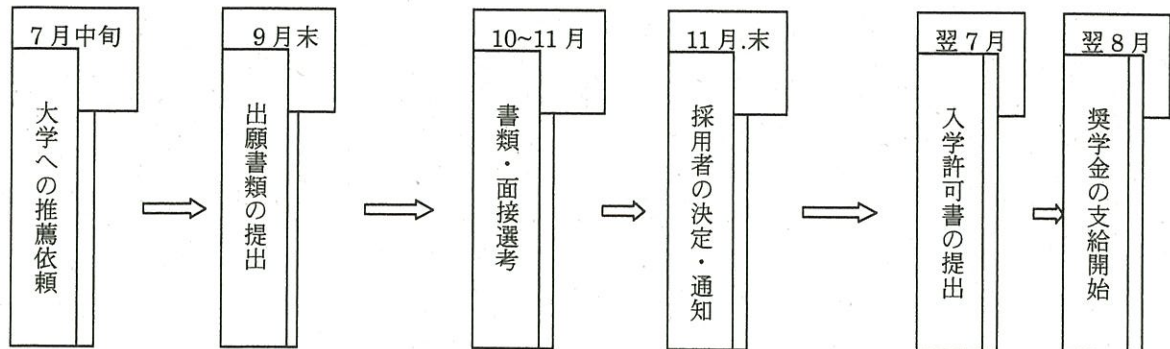 7月中旬
大学への推薦依頼
9月末
出願書類の提出
10~11月
書類・面接選考
11月.末
採用者の決定・通知
翌7月
入学許可書の提出
翌8月
奨学金の支給開始